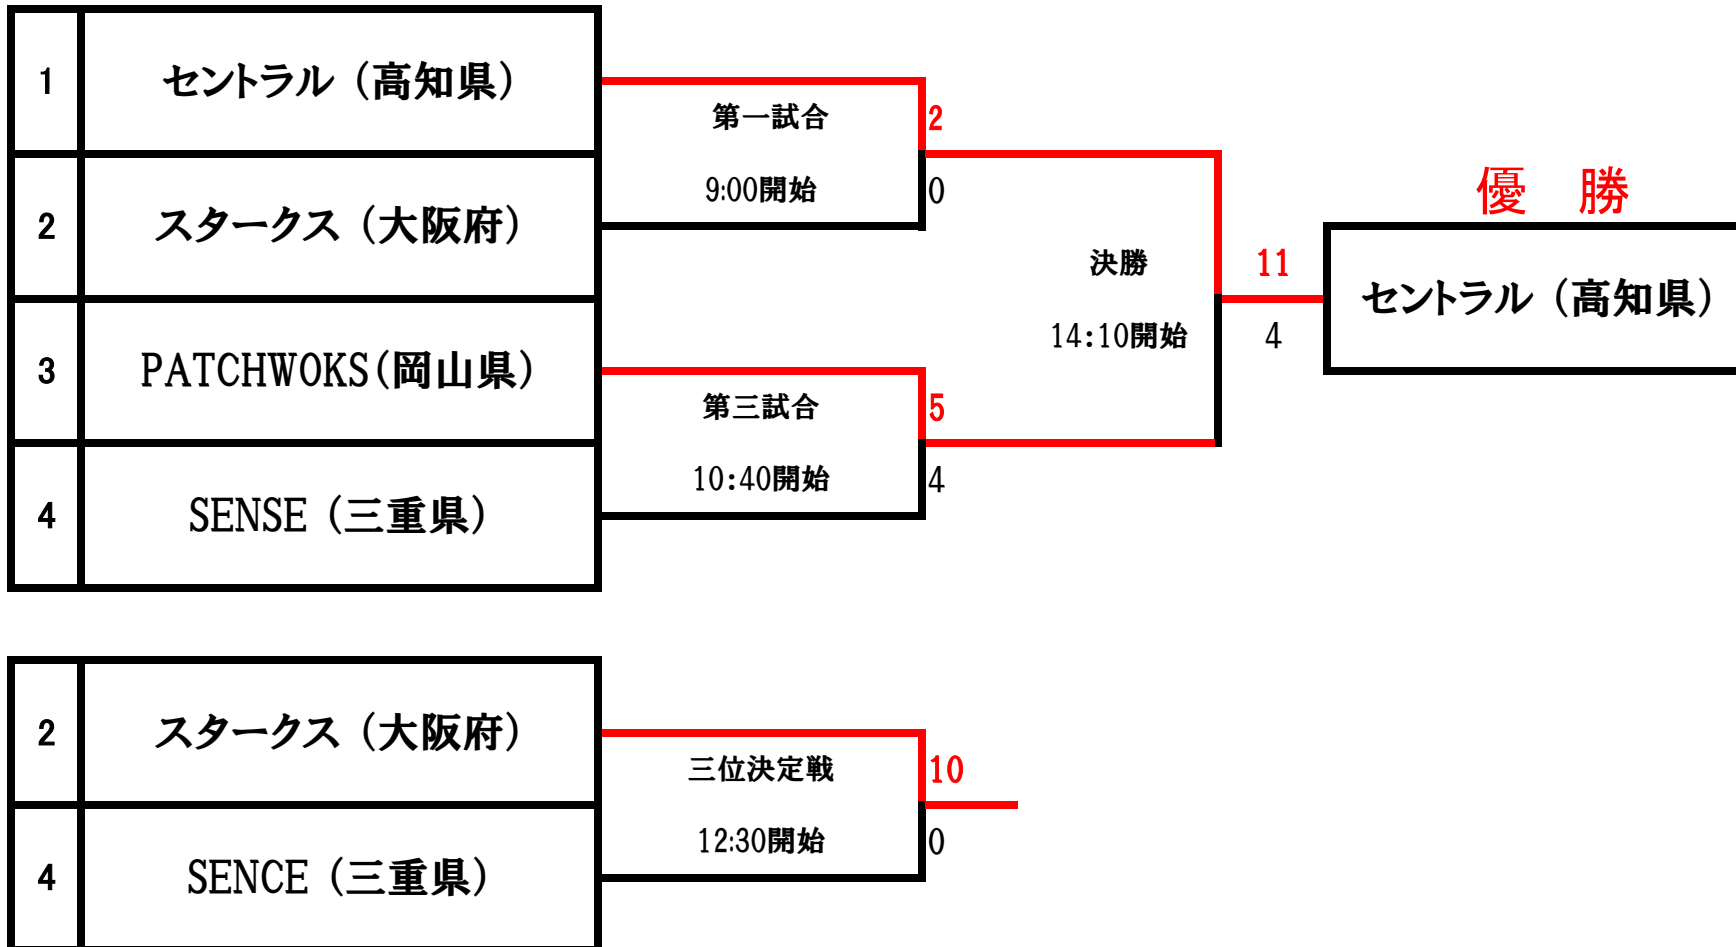 1
セントラル（高知県）
第一試合
2
9:00開始
0
2
スタークス（大阪府）
優　勝
決勝
11
セントラル（高知県）
14:10開始
4
3
PATCHWOKS(岡山県）
第三試合
5
10:40開始
4
4
SENSE（三重県）
2
スタークス（大阪府）
三位決定戦
10
12:30開始
0
4
SENCE（三重県）